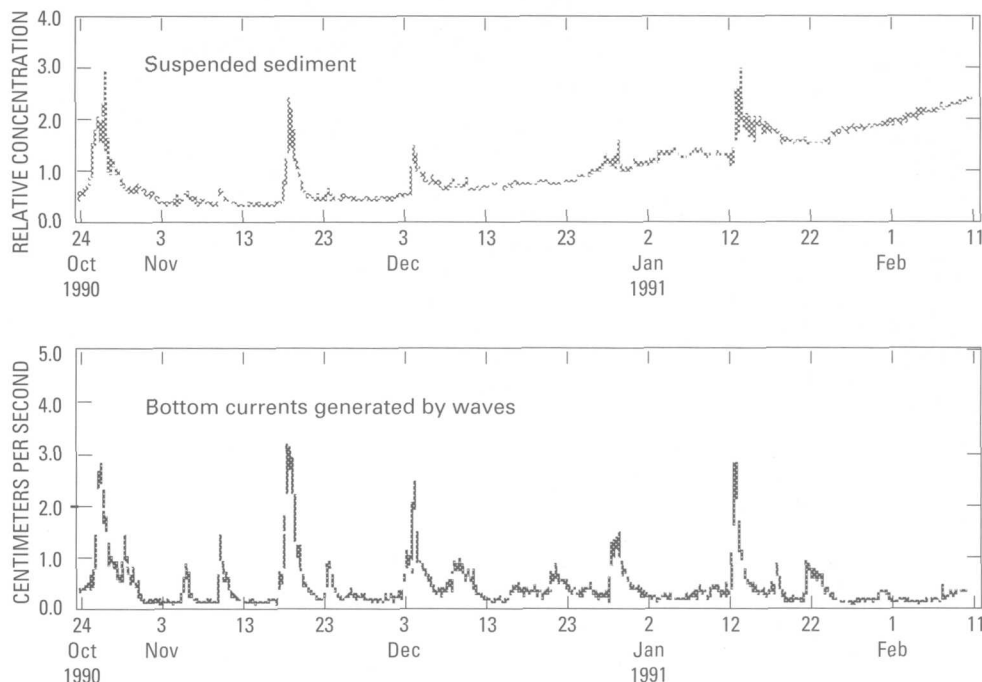 RELATIVE CONCENTRATION
4.0
3.0
2.0
1.0
0.0
Suspended sediment
24 3 13 23 3 13 23 2 12 22 1 11
Oct Nov Dec Jan Feb
1990 1991
CENTIMETERS PER SECOND
5.0
4.0
3.0
2.0
1.0
0.0
Bottom currents generated by waves
24 3 13 23 3 13 23 2 12 22 1 11
Oct Nov Dec Jan Feb
1990 1991